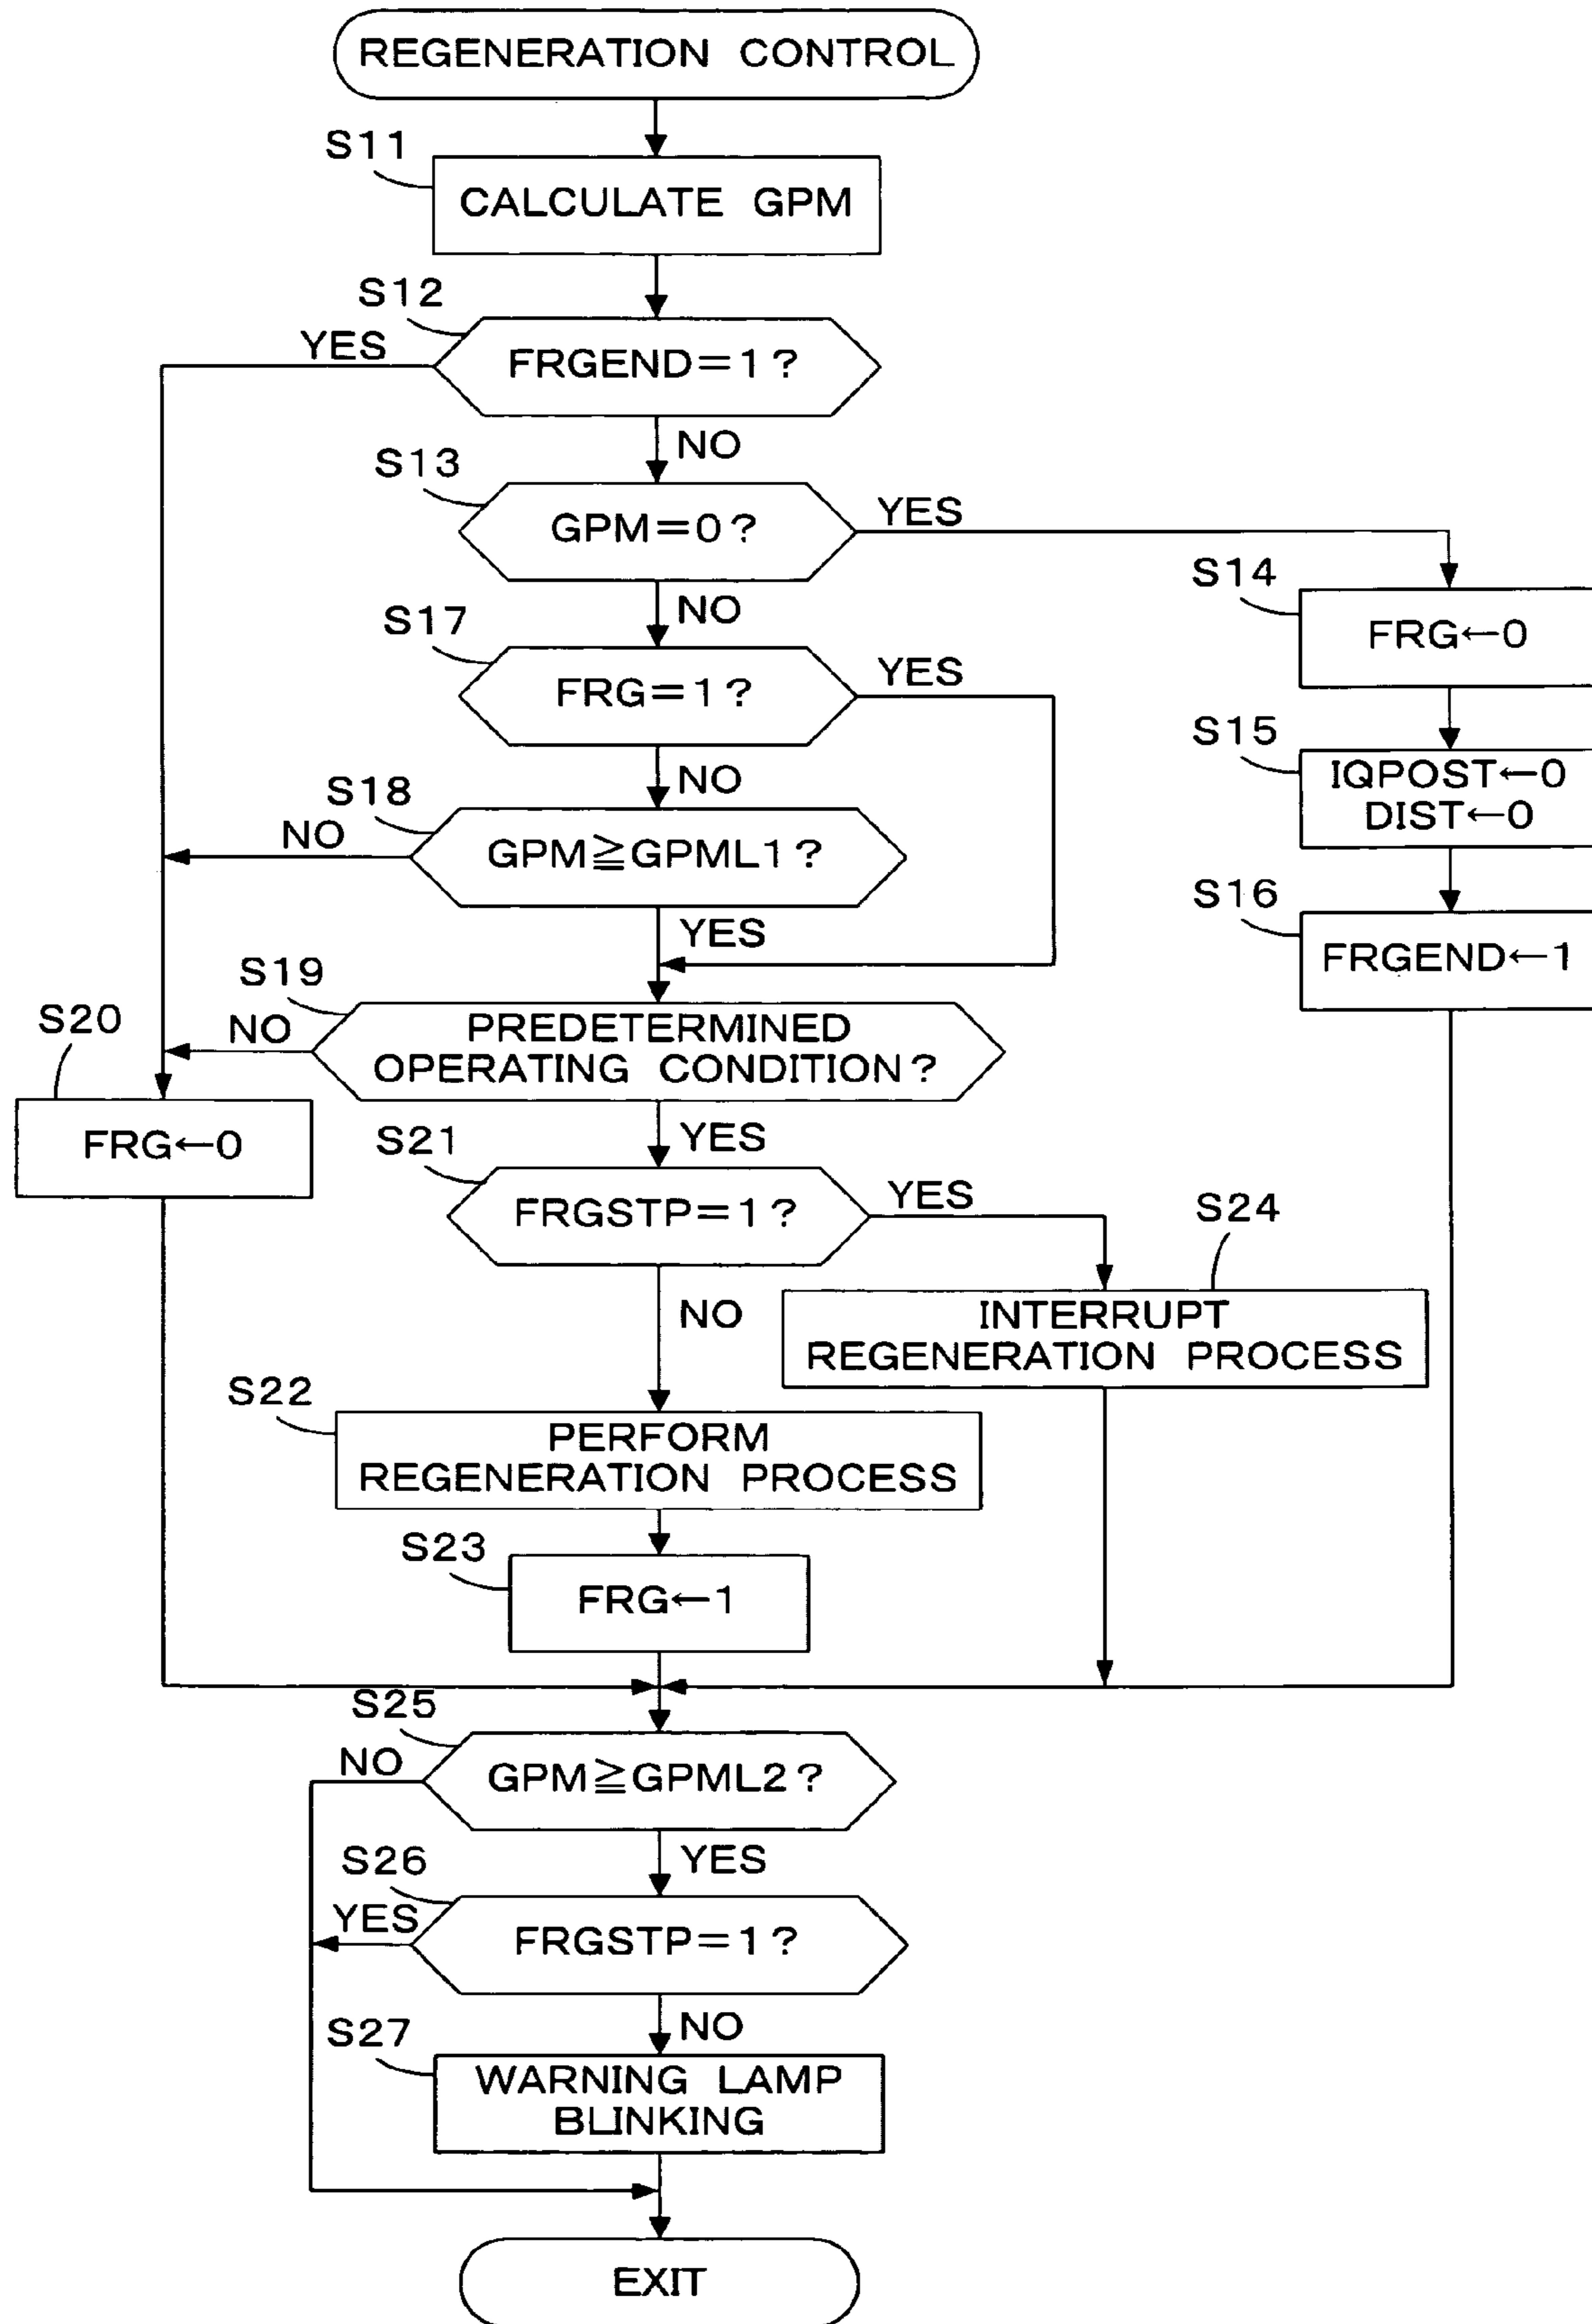 REGENERATION CONTROL
S11
CALCULATE GPM
S12
YES
FRGEND=1?
NO
S13
GPM=0?
YES
S14
FRG←0
NO
S17
FRG=1?
YES
S15
IQPOST←0
DIST←0
NO
S18
NO
GPM≧GPML1?
S16
FRGEND←1
YES
S19
S20
NO
PREDETERMINED
OPERATING CONDITION?
FRG←0
YES
S21
FRGSTP=1?
YES
S24
NO
INTERRUPT
REGENERATION PROCESS
S22
PERFORM
REGENERATION PROCESS
S23
FRG←1
S25
NO
GPM≧GPML2?
YES
S26
YES
FRGSTP=1?
NO
S27
WARNING LAMP
BLINKING
EXIT